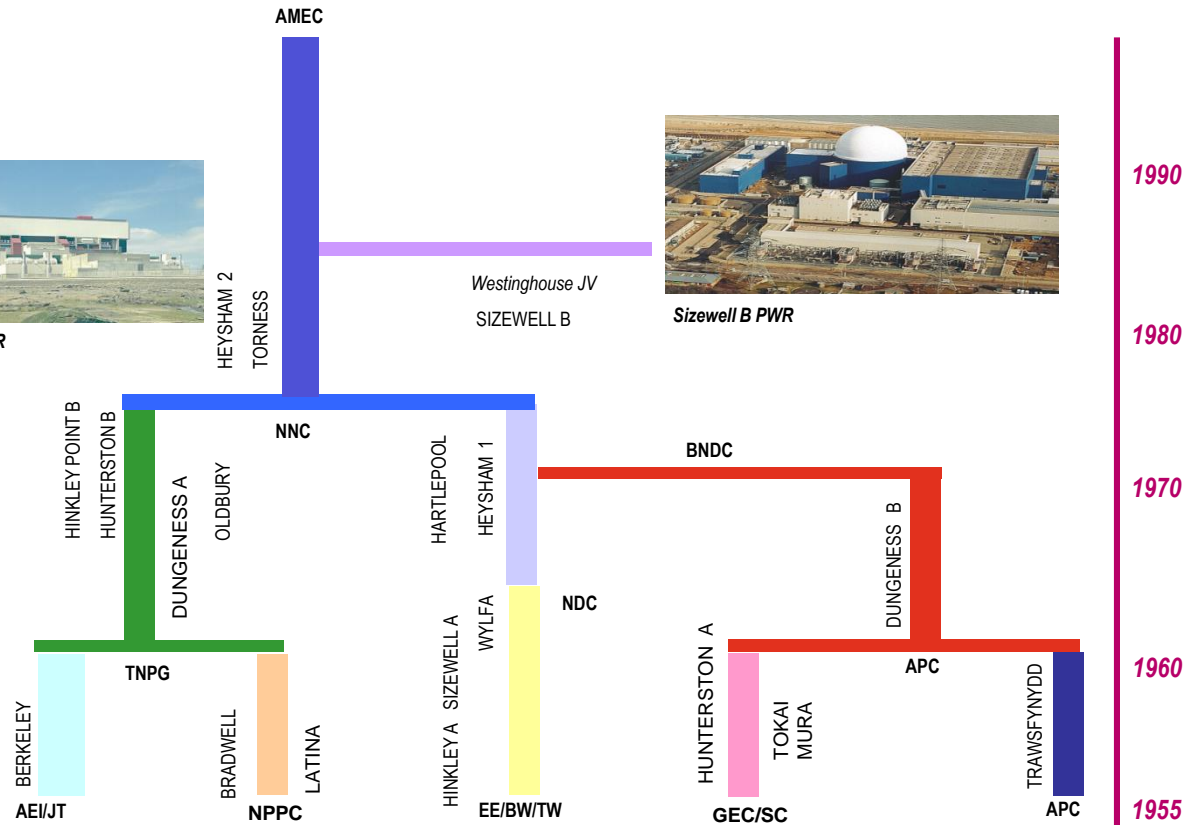 AMEC
1990
HEYSHAM 2
TORNESS
Westinghouse JV
SIZEWELL B
Sizewell B PWR
R
1980
HINKLEY POINT B
HUNTERSTON B
DUNGENESS A
OLDBURY
NNC
HARTLEPOOL
HEYSHAM 1
BNDC
1970
DUNGENESS B
NDC
HINKLEY A SIZEWELL A
WYLFA
TNPG
HUNTERSTON A
APC
1960
BERKELEY
BRADWELL
LATINA
TOKAI
MURA
TRAWSFYNYDD
AEI/JT
NPPC
EE/BW/TW
GEC/SC
APC
1955